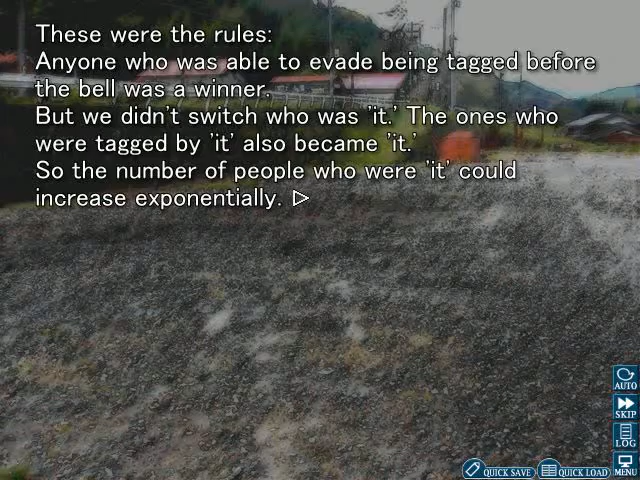 These were the rules:
Anyone who was able to evade being tagged before
the bell was a winner.
But we didn't switch who was 'it.' The ones who
were tagged by 'it' also became 'it.'
So the number of people who were 'it' could
increase exponentially.
AUTO
SKIP
LOG
MENU
QUICK SAVE
QUICK LOAD